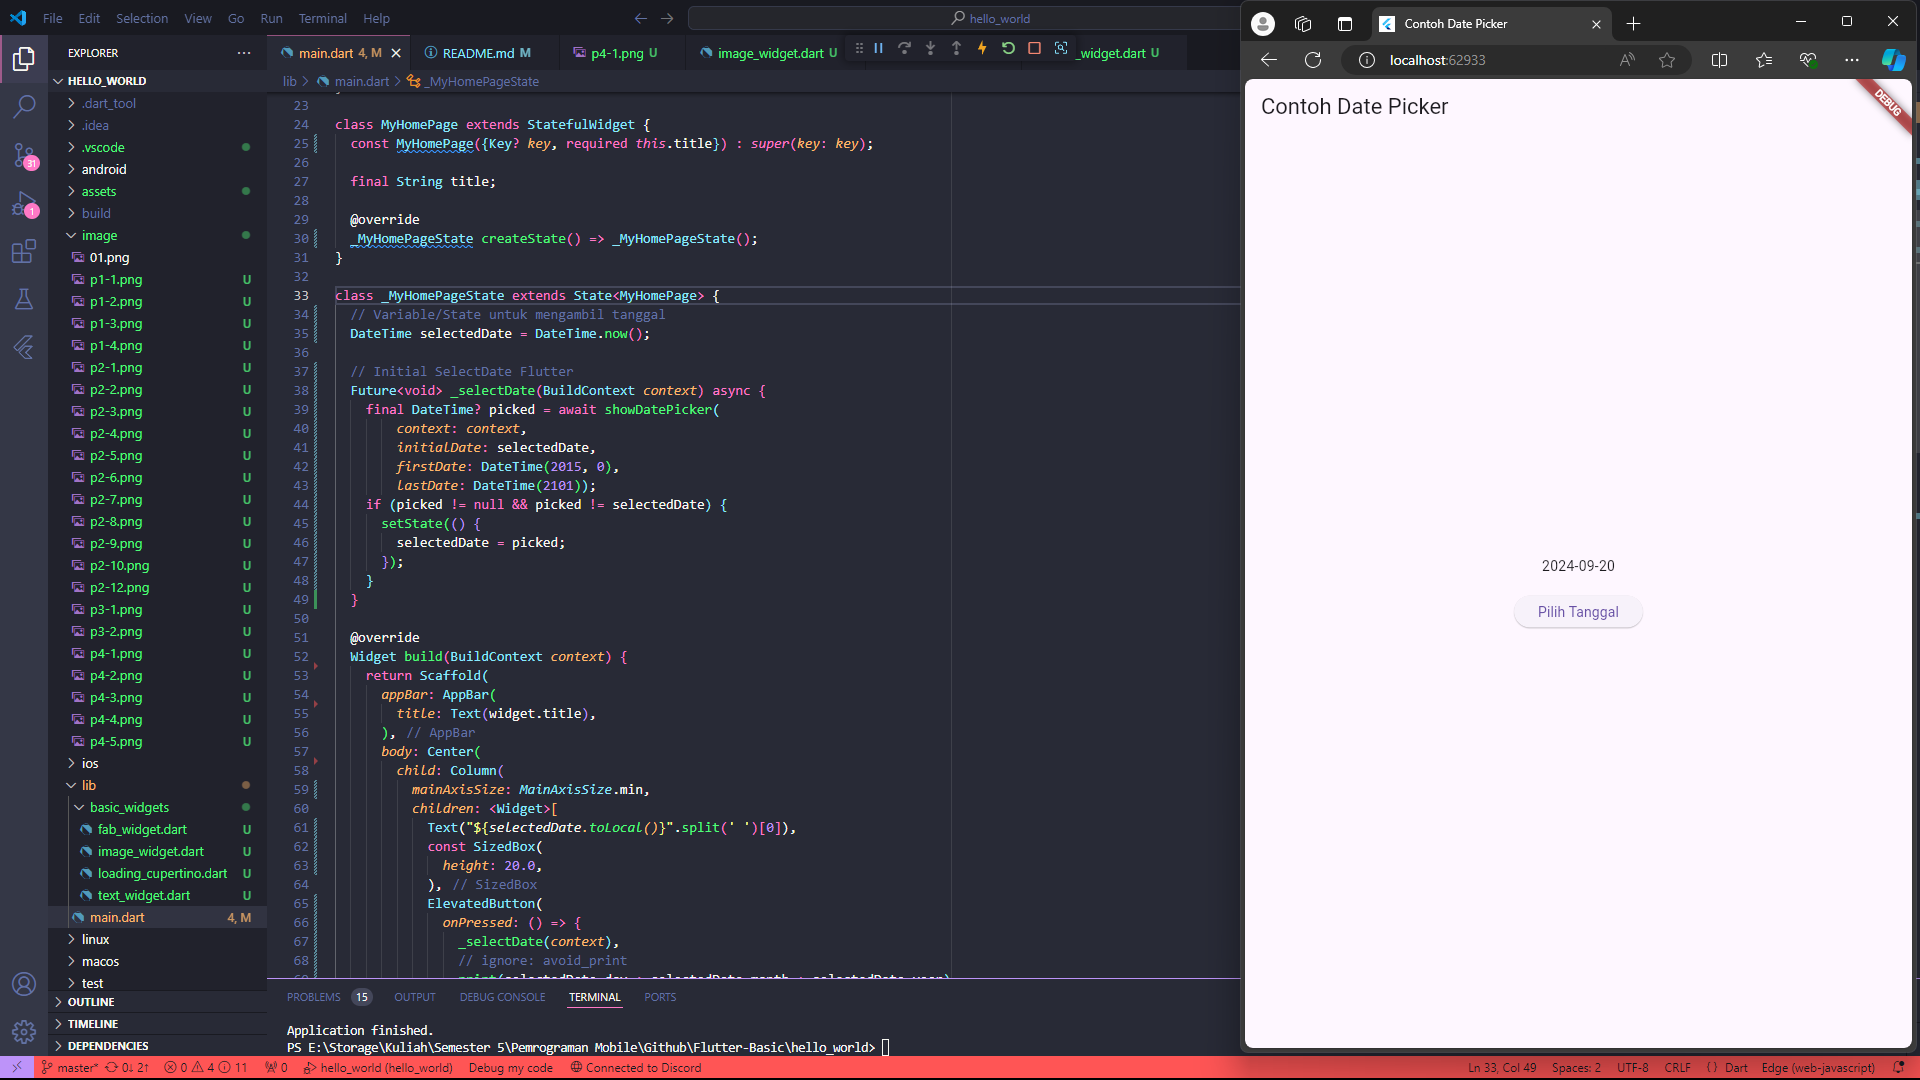 File Edit Selection View Go Run Terminal Help
hello_world
EXPLORER
HELLO_WORLD
.dart_tool
.idea
.vscode
android
assets
build
image
01.png
p1-1.png U
p1-2.png U
p1-3.png U
p1-4.png U
p2-1.png U
p2-2.png U
p2-3.png U
p2-4.png U
p2-5.png U
p2-6.png U
p2-7.png U
p2-8.png U
p2-9.png U
p2-10.png U
p2-12.png U
p3-1.png U
p3-2.png U
p4-1.png U
p4-2.png U
p4-3.png U
p4-4.png U
p4-5.png U
ios
lib
basic_widgets
fab_widget.dart U
image_widget.dart U
loading_cupertino.dart U
text_widget.dart U
main.dart 4, M
linux
macos
test
OUTLINE
TIMELINE
DEPENDENCIES
31
1
main.dart 4, M
README.md M
p4-1.png U
image_widget.dart U
_widget.dart U
lib > main.dart > _MyHomePageState
23
24 class MyHomePage extends StatefulWidget {
25 const MyHomePage({Key? key, required this.title}) : super(key: key);
26
27 final String title;
28
29 @override
30 _MyHomePageState createState() => _MyHomePageState();
31 }
32
33 class _MyHomePageState extends State<MyHomePage> {
34 // Variable/State untuk mengambil tanggal
35 DateTime selectedDate = DateTime.now();
36
37 // Initial SelectDate Flutter
38 Future<void> _selectDate(BuildContext context) async {
39 final DateTime? picked = await showDatePicker(
40 context: context,
41 initialDate: selectedDate,
42 firstDate: DateTime(2015, 0),
43 lastDate: DateTime(2101));
44 if (picked != null && picked != selectedDate) {
45 setState(() {
46 selectedDate = picked;
47 });
48 }
49 }
50
51 @override
52 Widget build(BuildContext context) {
53 return Scaffold(
54 appBar: AppBar(
55 title: Text(widget.title),
56 ), // AppBar
57 body: Center(
58 child: Column(
59 mainAxisSize: MainAxisSize.min,
60 children: <Widget>[
61 Text("${selectedDate.toLocal()}".split(' ')[0]),
62 const SizedBox(
63 height: 20.0,
64 ), // SizedBox
65 ElevatedButton(
66 onPressed: () => {
67 _selectDate(context),
68 // ignore: avoid_print
69 print(selectedDate.day + selectedDate.month + selectedDate.year)
PROBLEMS 15 OUTPUT DEBUG CONSOLE TERMINAL PORTS
Application finished.
PS E:\Storage\Kuliah\Semester 5\Pemrograman Mobile\Github\Flutter-Basic\hello_world>
master* 0↓ 2↑ 0 4 11 0 hello_world (hello_world) Debug my code Connected to Discord
Ln 33, Col 49 Spaces: 2 UTF-8 CRLF Dart Edge (web-javascript)
Contoh Date Picker
localhost:62933
Contoh Date Picker
DEBUG
2024-09-20
Pilih Tanggal